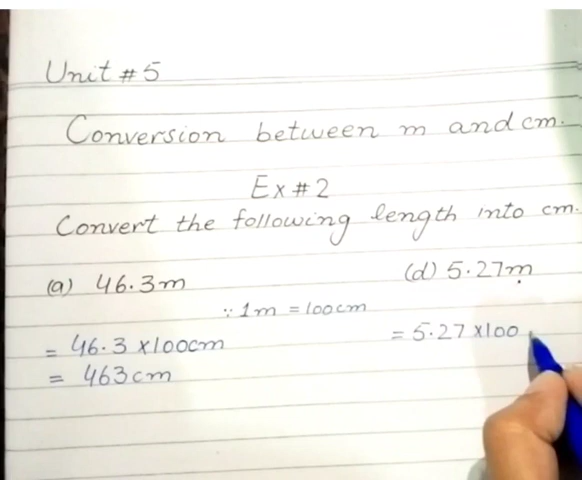 Unit # 5
Conversion between m and cm.
Ex # 2
Convert the following length into cm.
(a) 46.3m
(d) 5.27m
∵ 1m = 100cm
= 46.3 x100cm
= 5.27 x100
= 463cm